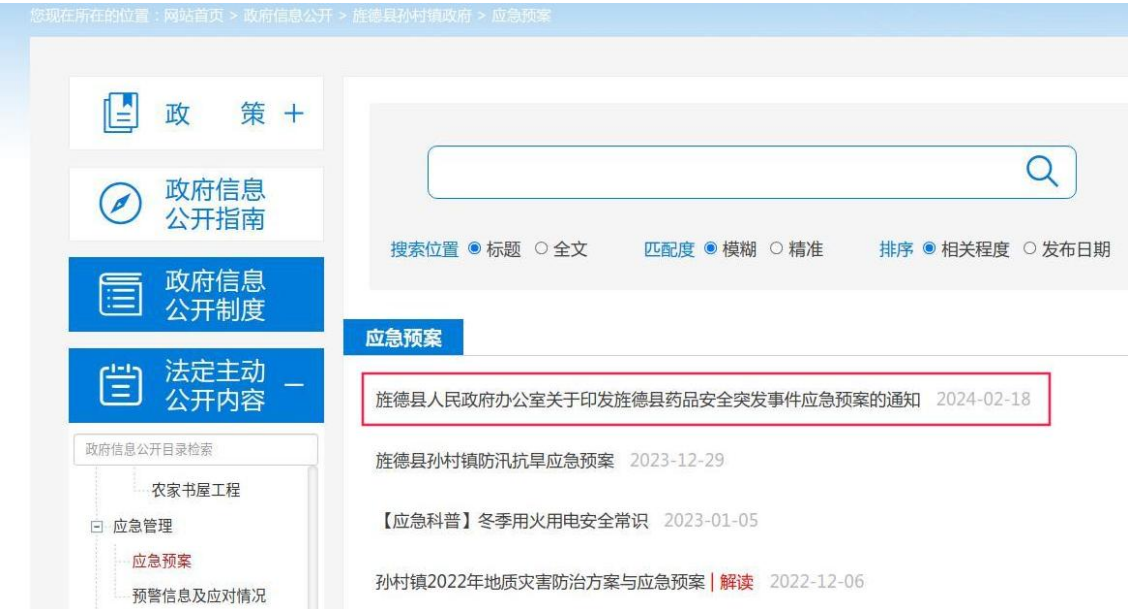 您现在所在的位置：网站首页 > 政府信息公开 > 旌德县孙村镇政府 > 应急预案
政 策 +
政府信息
公开指南
政府信息
公开制度
法定主动
公开内容 —
政府信息公开目录检索
农家书屋工程
应急管理
应急预案
预警信息及应对情况
搜索位置 标题 全文 匹配度 模糊 精准 排序 相关程度 发布日期
应急预案
旌德县人民政府办公室关于印发旌德县药品安全突发事件应急预案的通知 2024-02-18
旌德县孙村镇防汛抗旱应急预案 2023-12-29
【应急科普】冬季用火用电安全常识 2023-01-05
孙村镇2022年地质灾害防治方案与应急预案 | 解读 2022-12-06